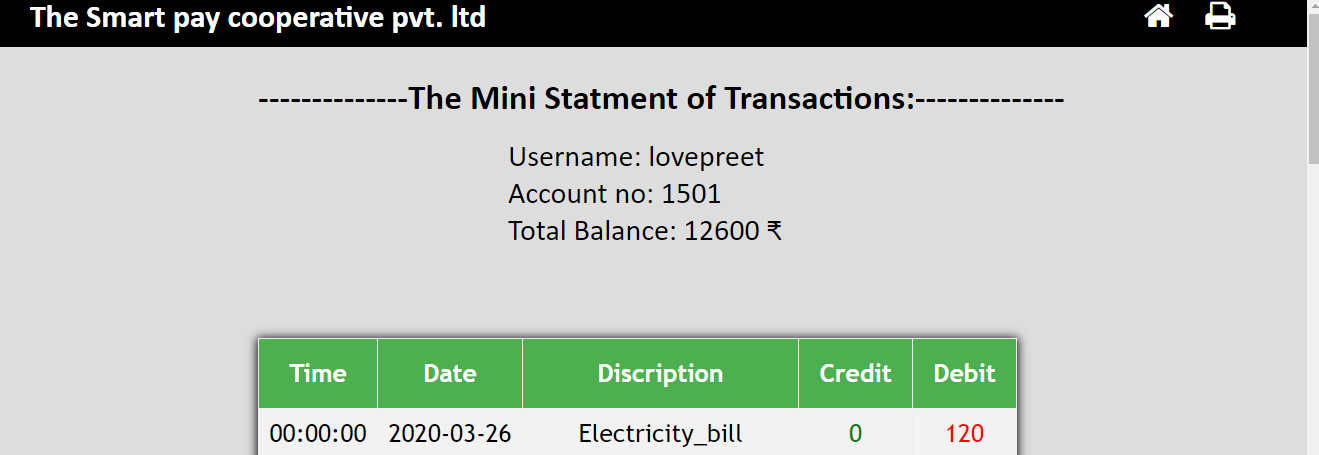 The Smart pay cooperative pvt. ltd
--------------The Mini Statment of Transactions:--------------
Username: lovepreet
Account no: 1501
Total Balance: 12600 ₹
Time Date Discription Credit Debit
00:00:00 2020-03-26 Electricity_bill 0 120